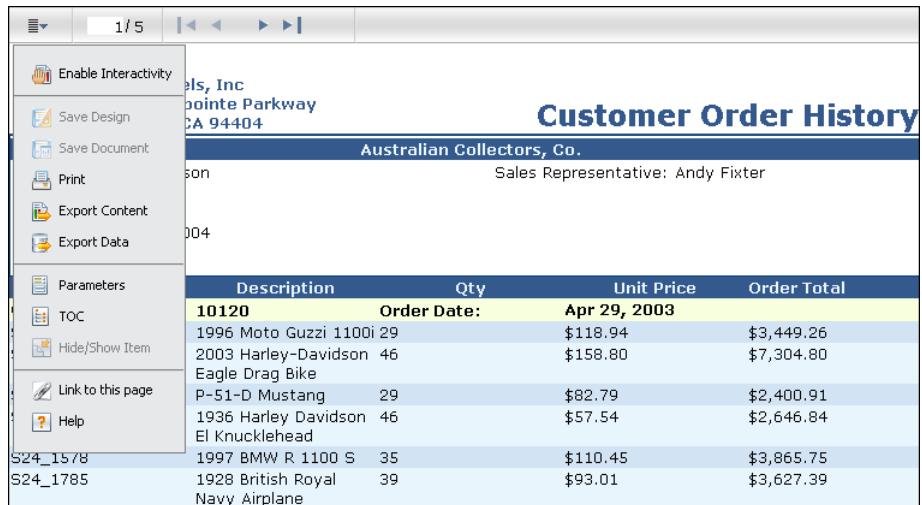 1/ 5
Enable Interactivity
Save Design
Save Document
Print
Export Content
Export Data
Parameters
TOC
Hide/Show Item
Link to this page
Help
els, Inc
pointe Parkway
CA 94404
Customer Order History
Australian Collectors, Co.
son Sales Representative: Andy Fixter
004
Description Qty Unit Price Order Total
10120 Order Date: Apr 29, 2003
1996 Moto Guzzi 1100i 29 $118.94 $3,449.26
2003 Harley-Davidson 46 $158.80 $7,304.80
Eagle Drag Bike
P-51-D Mustang 29 $82.79 $2,400.91
1936 Harley Davidson 46 $57.54 $2,646.84
El Knucklehead
S24_1578 1997 BMW R 1100 S 35 $110.45 $3,865.75
S24_1785 1928 British Royal 39 $93.01 $3,627.39
Navy Airplane